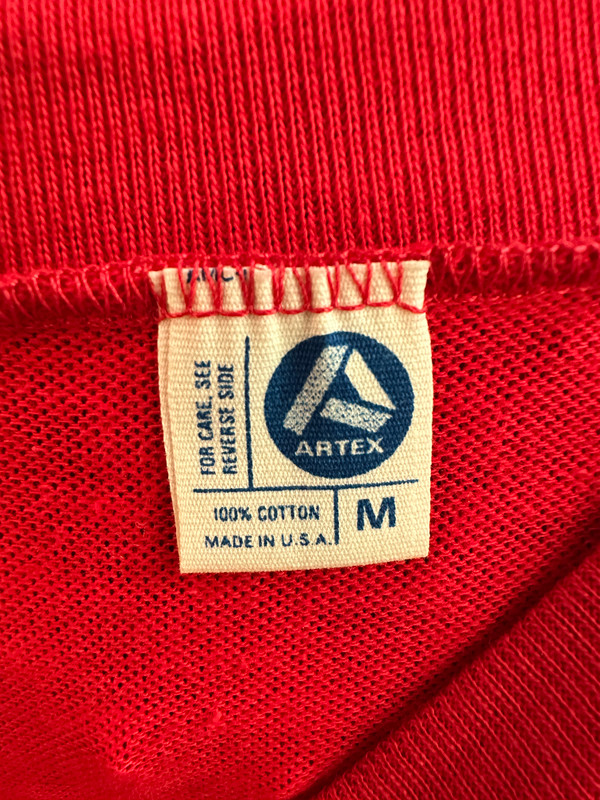 FOR CARE, SEE
REVERSE SIDE
ARTEX
100% COTTON
M
MADE IN U.S.A.